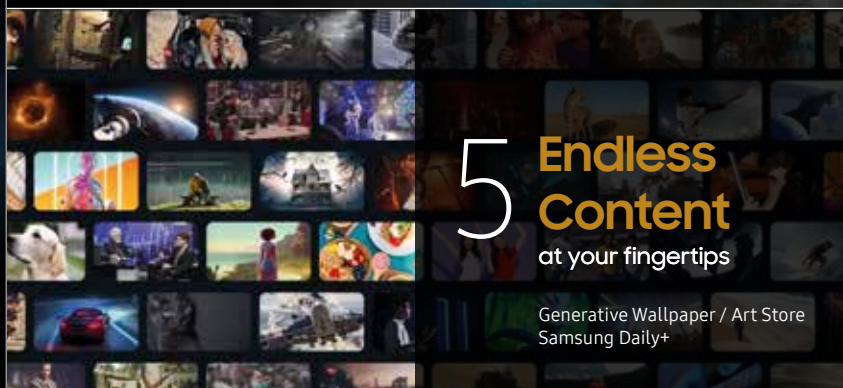 5
Endless
Content
at your fingertips
Generative Wallpaper / Art Store
Samsung Daily+